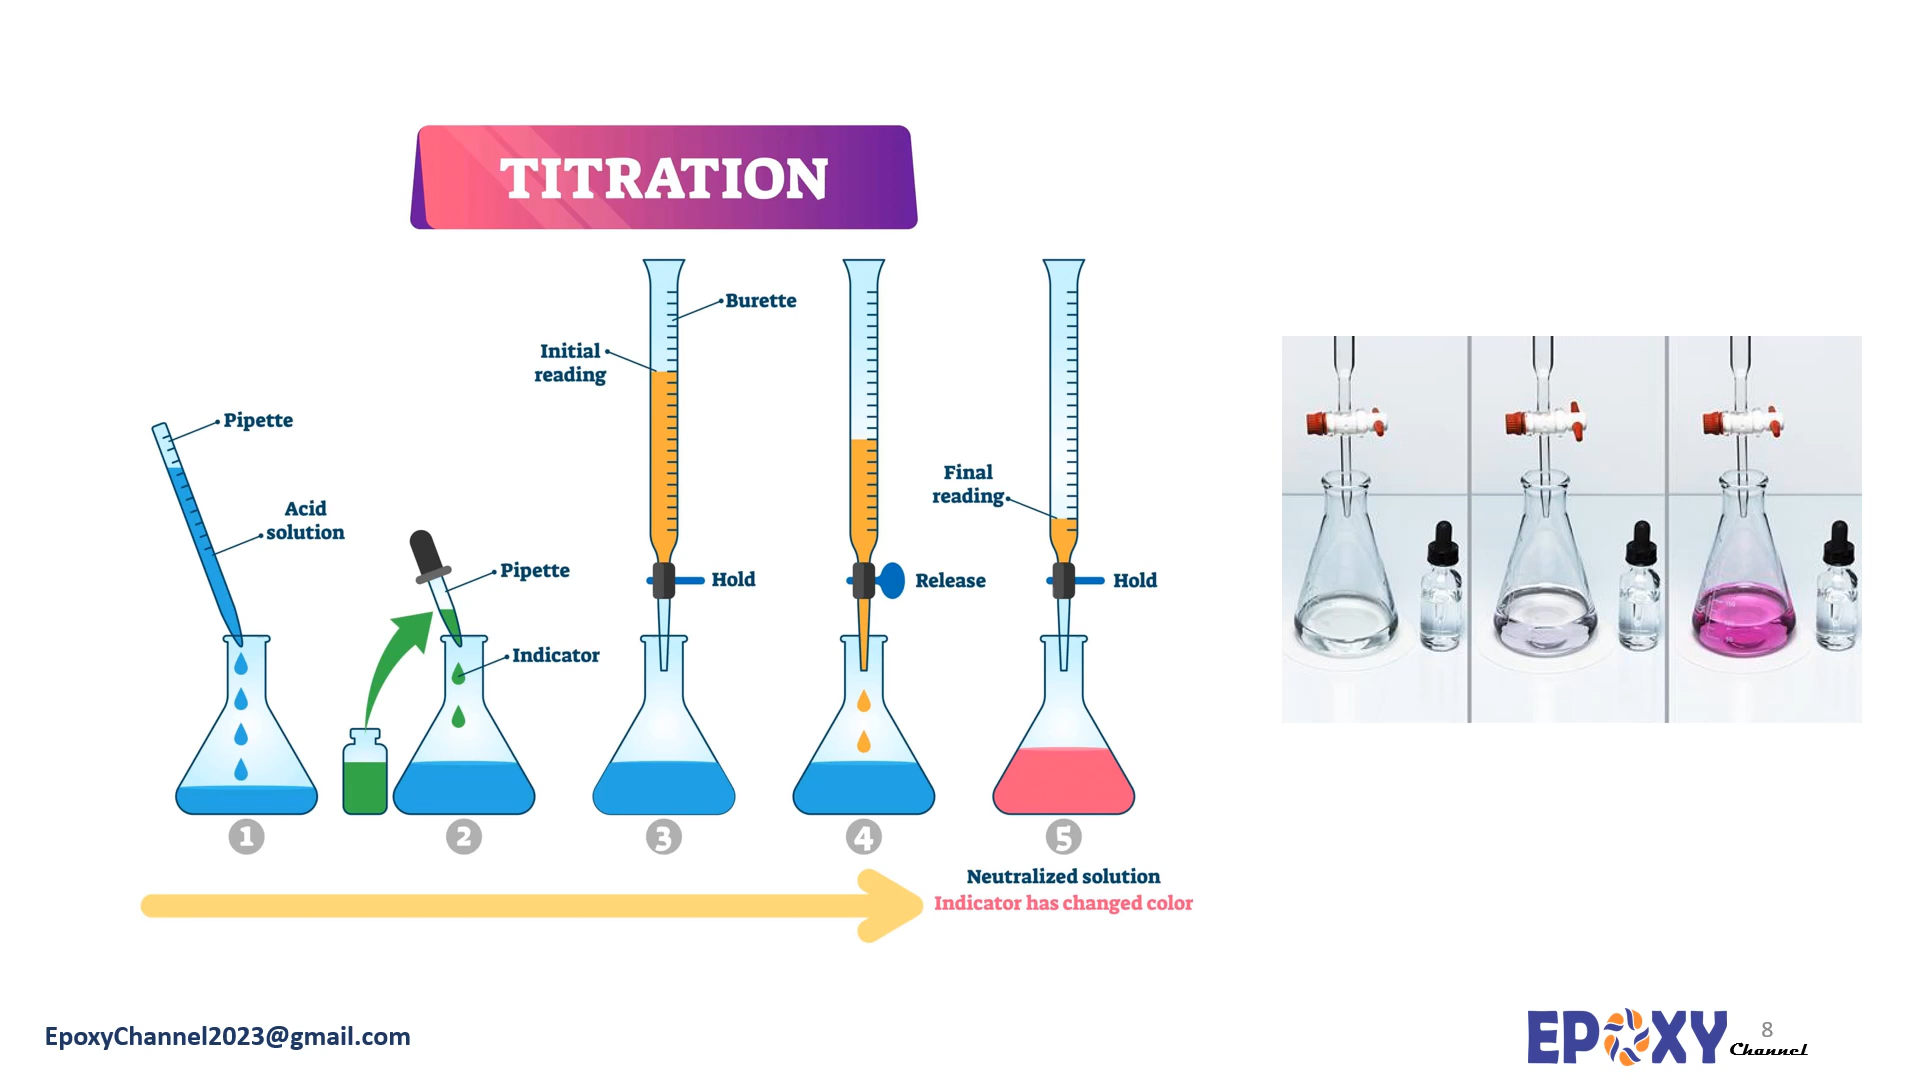 TITRATION
Pipette
Acid
solution
Pipette
Indicator
Initial
reading
Burette
Hold
Release
Final
reading
Hold
1
2
3
4
5
Neutralized solution
Indicator has changed color
EpoxyChannel2023@gmail.com
EPOXY
Channel
8